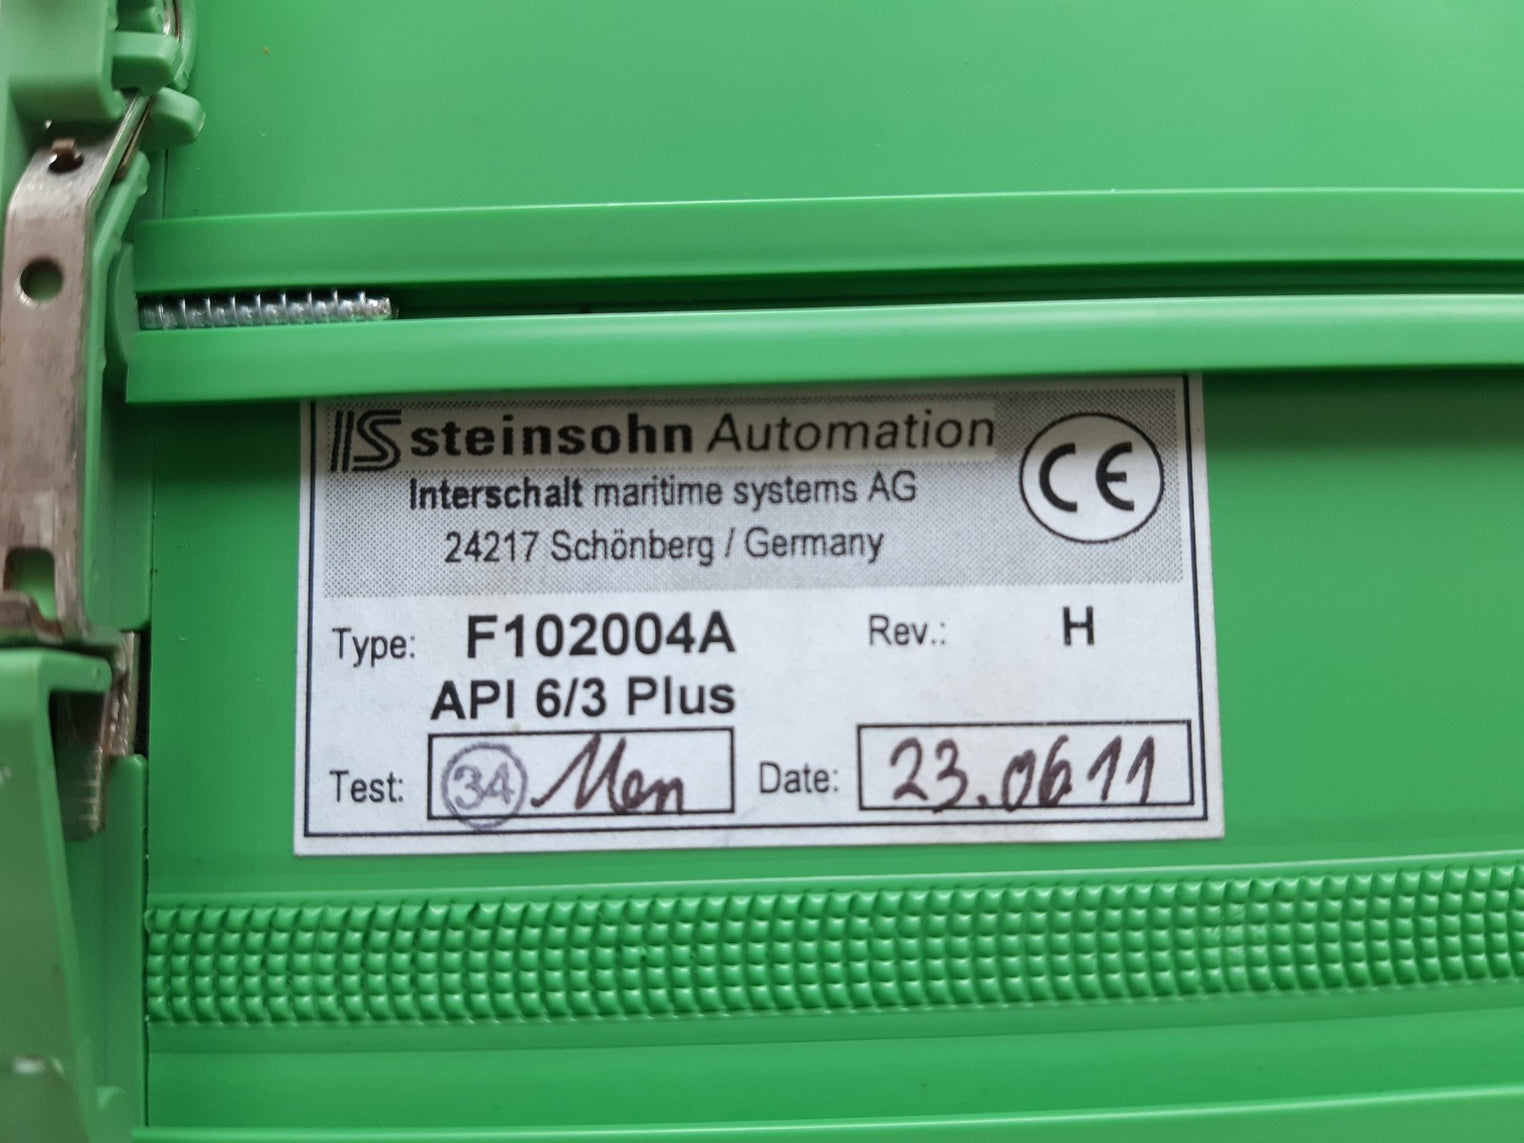 IS steinsohn Automation CE
Interschalt maritime systems AG
24217 Schönberg / Germany
Type: F102004A Rev.: H
API 6/3 Plus
Test: 34 Date: 23.06.11